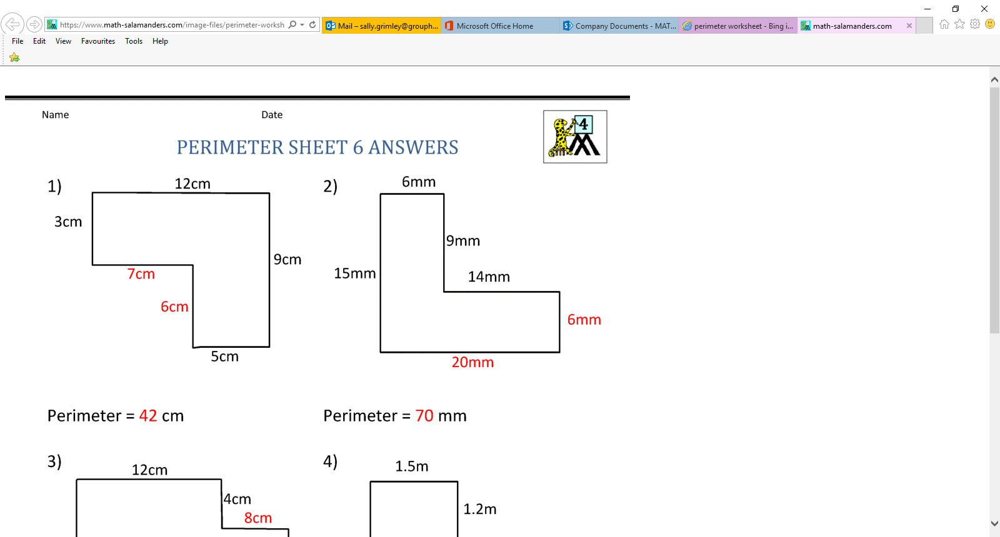 https://www.math-salamanders.com/image-files/perimeter-worksh
Mail – sally.grimley@grouph...
Microsoft Office Home
Company Documents - MAT...
perimeter worksheet - Bing i...
math-salamanders.com
File Edit View Favourites Tools Help
Name Date
4
PERIMETER SHEET 6 ANSWERS
1) 12cm
3cm
9cm
7cm
6cm
5cm
2) 6mm
9mm
15mm
14mm
6mm
20mm
Perimeter = 42 cm
Perimeter = 70 mm
3) 12cm
4cm
8cm
4) 1.5m
1.2m